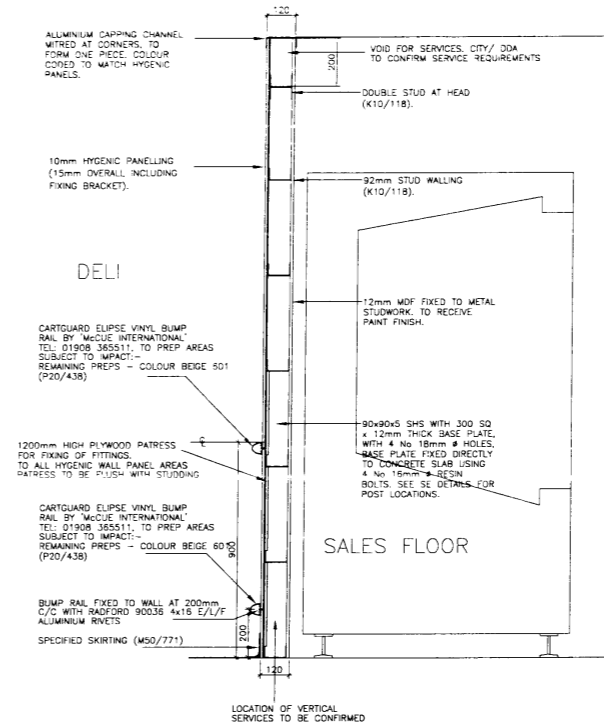 120
ALUMINIUM CAPPING CHANNEL
MITRED AT CORNERS, TO
FORM ONE PIECE. COLOUR
CODED TO MATCH HYGENIC
PANELS.
VOID FOR SERVICES. CITY/ DDA
TO CONFIRM SERVICE REQUIREMENTS
200
DOUBLE STUD AT HEAD
(K10/118).
10mm HYGENIC PANELLING
(15mm OVERALL INCLUDING
FIXING BRACKET).
92mm STUD WALLING
(K10/118).
DELI
12mm MDF FIXED TO METAL
STUDWORK. TO RECEIVE
PAINT FINISH.
CARTGUARD ELIPSE VINYL BUMP
RAIL BY 'McCUE INTERNATIONAL'
TEL: 01908 365511, TO PREP AREAS
SUBJECT TO IMPACT:-
REMAINING PREPS - COLOUR BEIGE 501
(P20/438)
90x90x5 SHS WITH 300 SQ
x 12mm THICK BASE PLATE,
WITH 4 No 18mm ø HOLES,
BASE PLATE FIXED DIRECTLY
TO CONCRETE SLAB USING
4 No 16mm ø RESIN
BOLTS. SEE SE DETAILS FOR
POST LOCATIONS.
1200mm HIGH PLYWOOD PATRESS
FOR FIXING OF FITTINGS.
TO ALL HYGENIC WALL PANEL AREAS
PATRESS TO BE FLUSH WITH STUDDING
CARTGUARD ELIPSE VINYL BUMP
RAIL BY 'McCUE INTERNATIONAL'
TEL: 01908 365511, TO PREP AREAS
SUBJECT TO IMPACT:-
REMAINING PREPS - COLOUR BEIGE 601
(P20/438)
900
SALES FLOOR
BUMP RAIL FIXED TO WALL AT 200mm
C/C WITH RADFORD 90036 4x16 E/L/F
ALUMINIUM RIVETS
200
SPECIFIED SKIRTING (M50/771)
120
LOCATION OF VERTICAL
SERVICES TO BE CONFIRMED